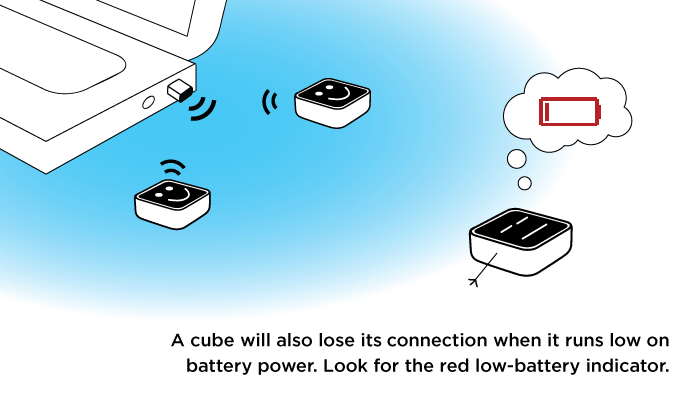 A cube will also lose its connection when it runs low on
battery power. Look for the red low-battery indicator.